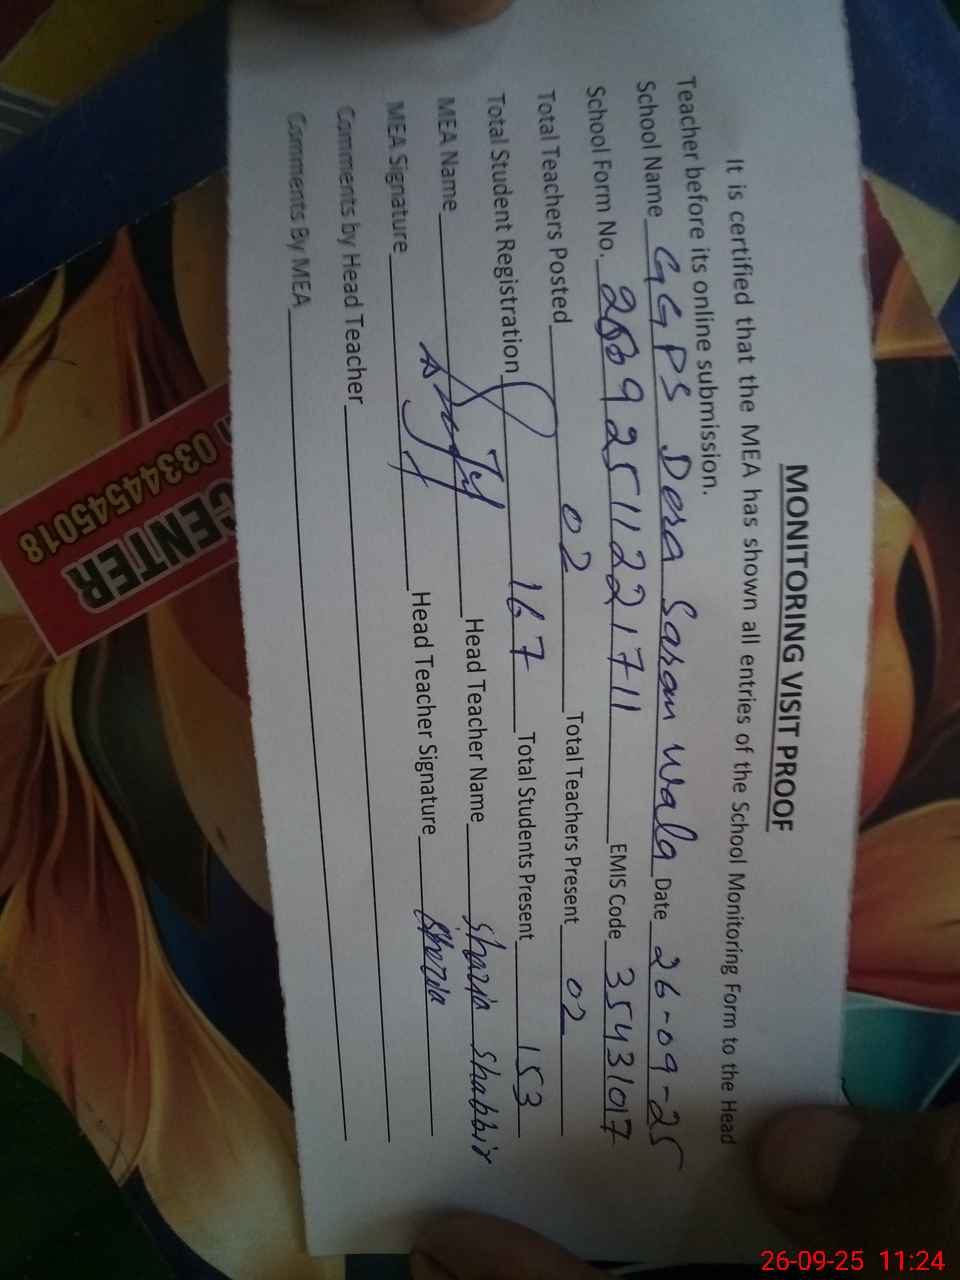 MONITORING VISIT PROOF
It is certified that the MEA has shown all entries of the School Monitoring Form to the Head
Teacher before its online submission.
School Name GGPS Dera Saran wala Date 26-09-25
School Form No. 26092511221711 EMIS Code 35431017
Total Teachers Posted 02 Total Teachers Present 02
Total Student Registration 167 Total Students Present 153
MEA Name Head Teacher Name shazia shabbir
MEA Signature Head Teacher Signature Shazia
Comments by Head Teacher
Comments By MEA
CENTER
03344545018
26-09-25 11:24